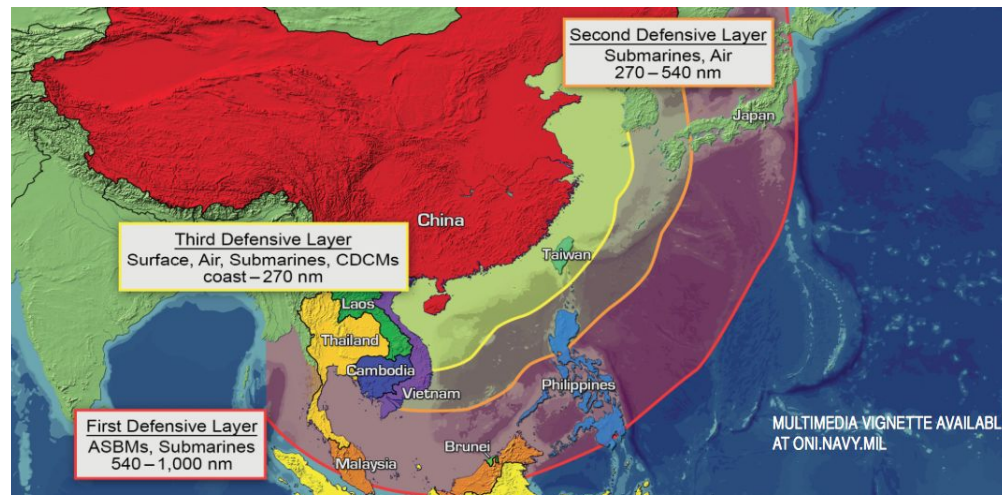 Second Defensive Layer
Submarines, Air
270 – 540 nm
Japan
China
Third Defensive Layer
Surface, Air, Submarines, CDCMs
coast – 270 nm
Taiwan
Laos
Thailand
Cambodia
Vietnam
Philippines
First Defensive Layer
ASBMs, Submarines
540 – 1,000 nm
Brunei
Malaysia
MULTIMEDIA VIGNETTE AVAILABL
AT ONI.NAVY.MIL